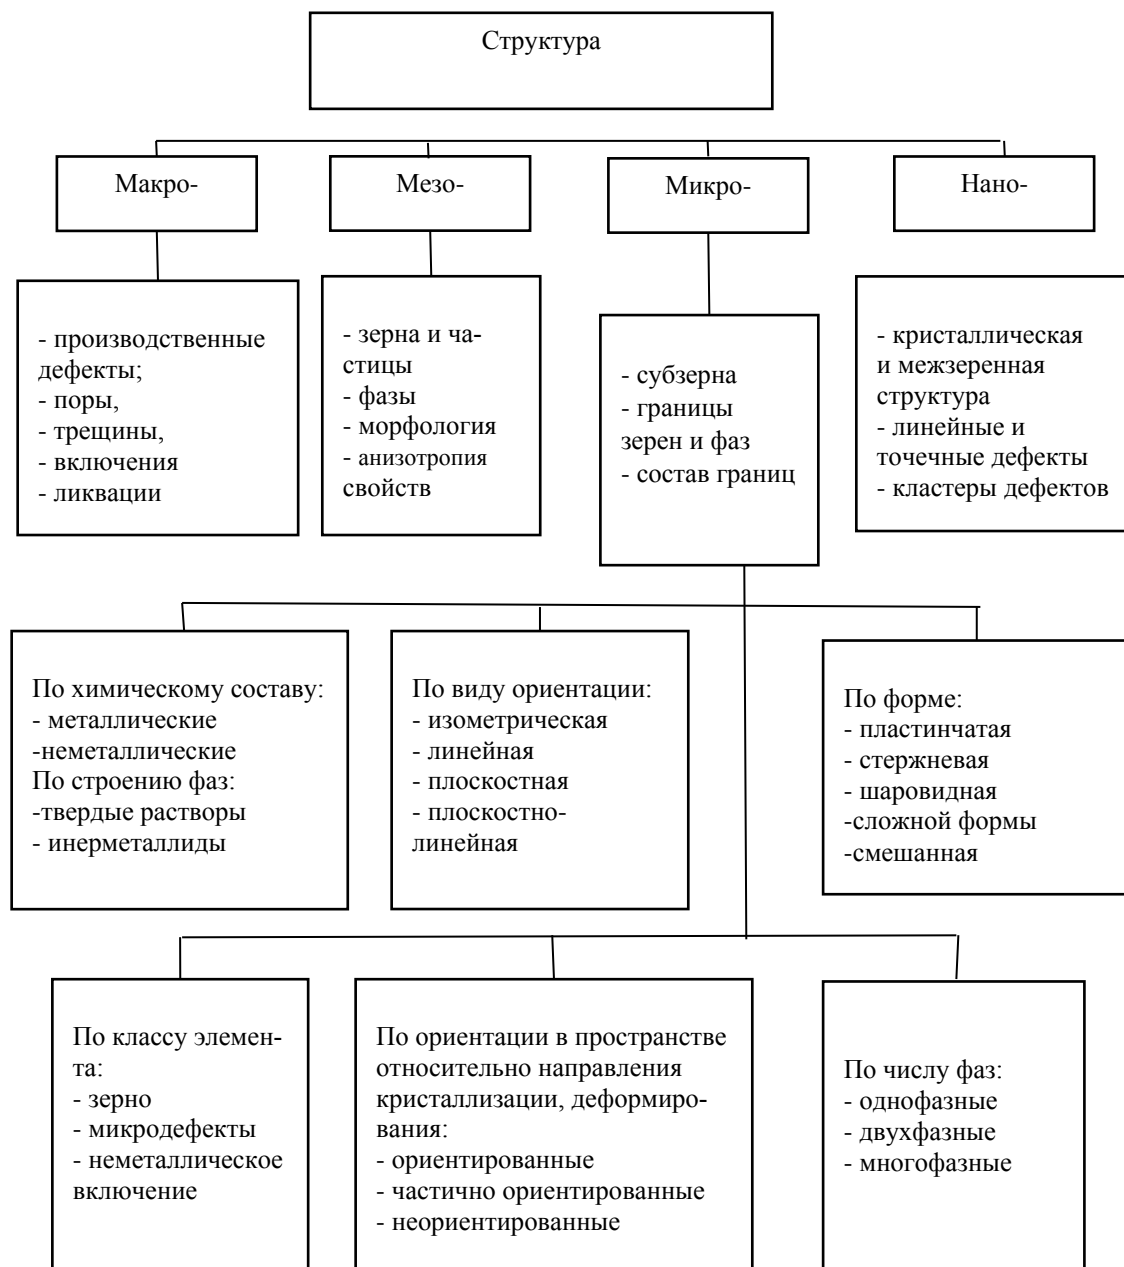 Структура
Макро-
Мезо-
Микро-
Нано-
- производственные
дефекты;
- поры,
- трещины,
- включения
- ликвации
- зерна и ча-
стицы
- фазы
- морфология
- анизотропия
свойств
- субзерна
- границы
зерен и фаз
- состав границ
- кристаллическая
и межзеренная
структура
- линейные и
точечные дефекты
- кластеры дефектов
По химическому составу:
- металлические
-неметаллические
По строению фаз:
-твердые растворы
- инерметаллиды
По виду ориентации:
- изометрическая
- линейная
- плоскостная
- плоскостно-
линейная
По форме:
- пластинчатая
- стержневая
- шаровидная
-сложной формы
-смешанная
По классу элемен-
та:
- зерно
- микродефекты
- неметаллическое
включение
По ориентации в пространстве
относительно направления
кристаллизации, деформиро-
вания:
- ориентированные
- частично ориентированные
- неориентированные
По числу фаз:
- однофазные
- двухфазные
- многофазные